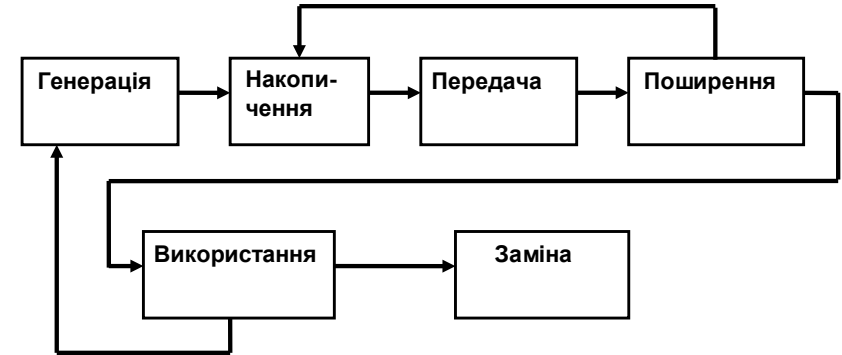 Генерація
Накопи-
чення
Передача
Поширення
Використання
Заміна